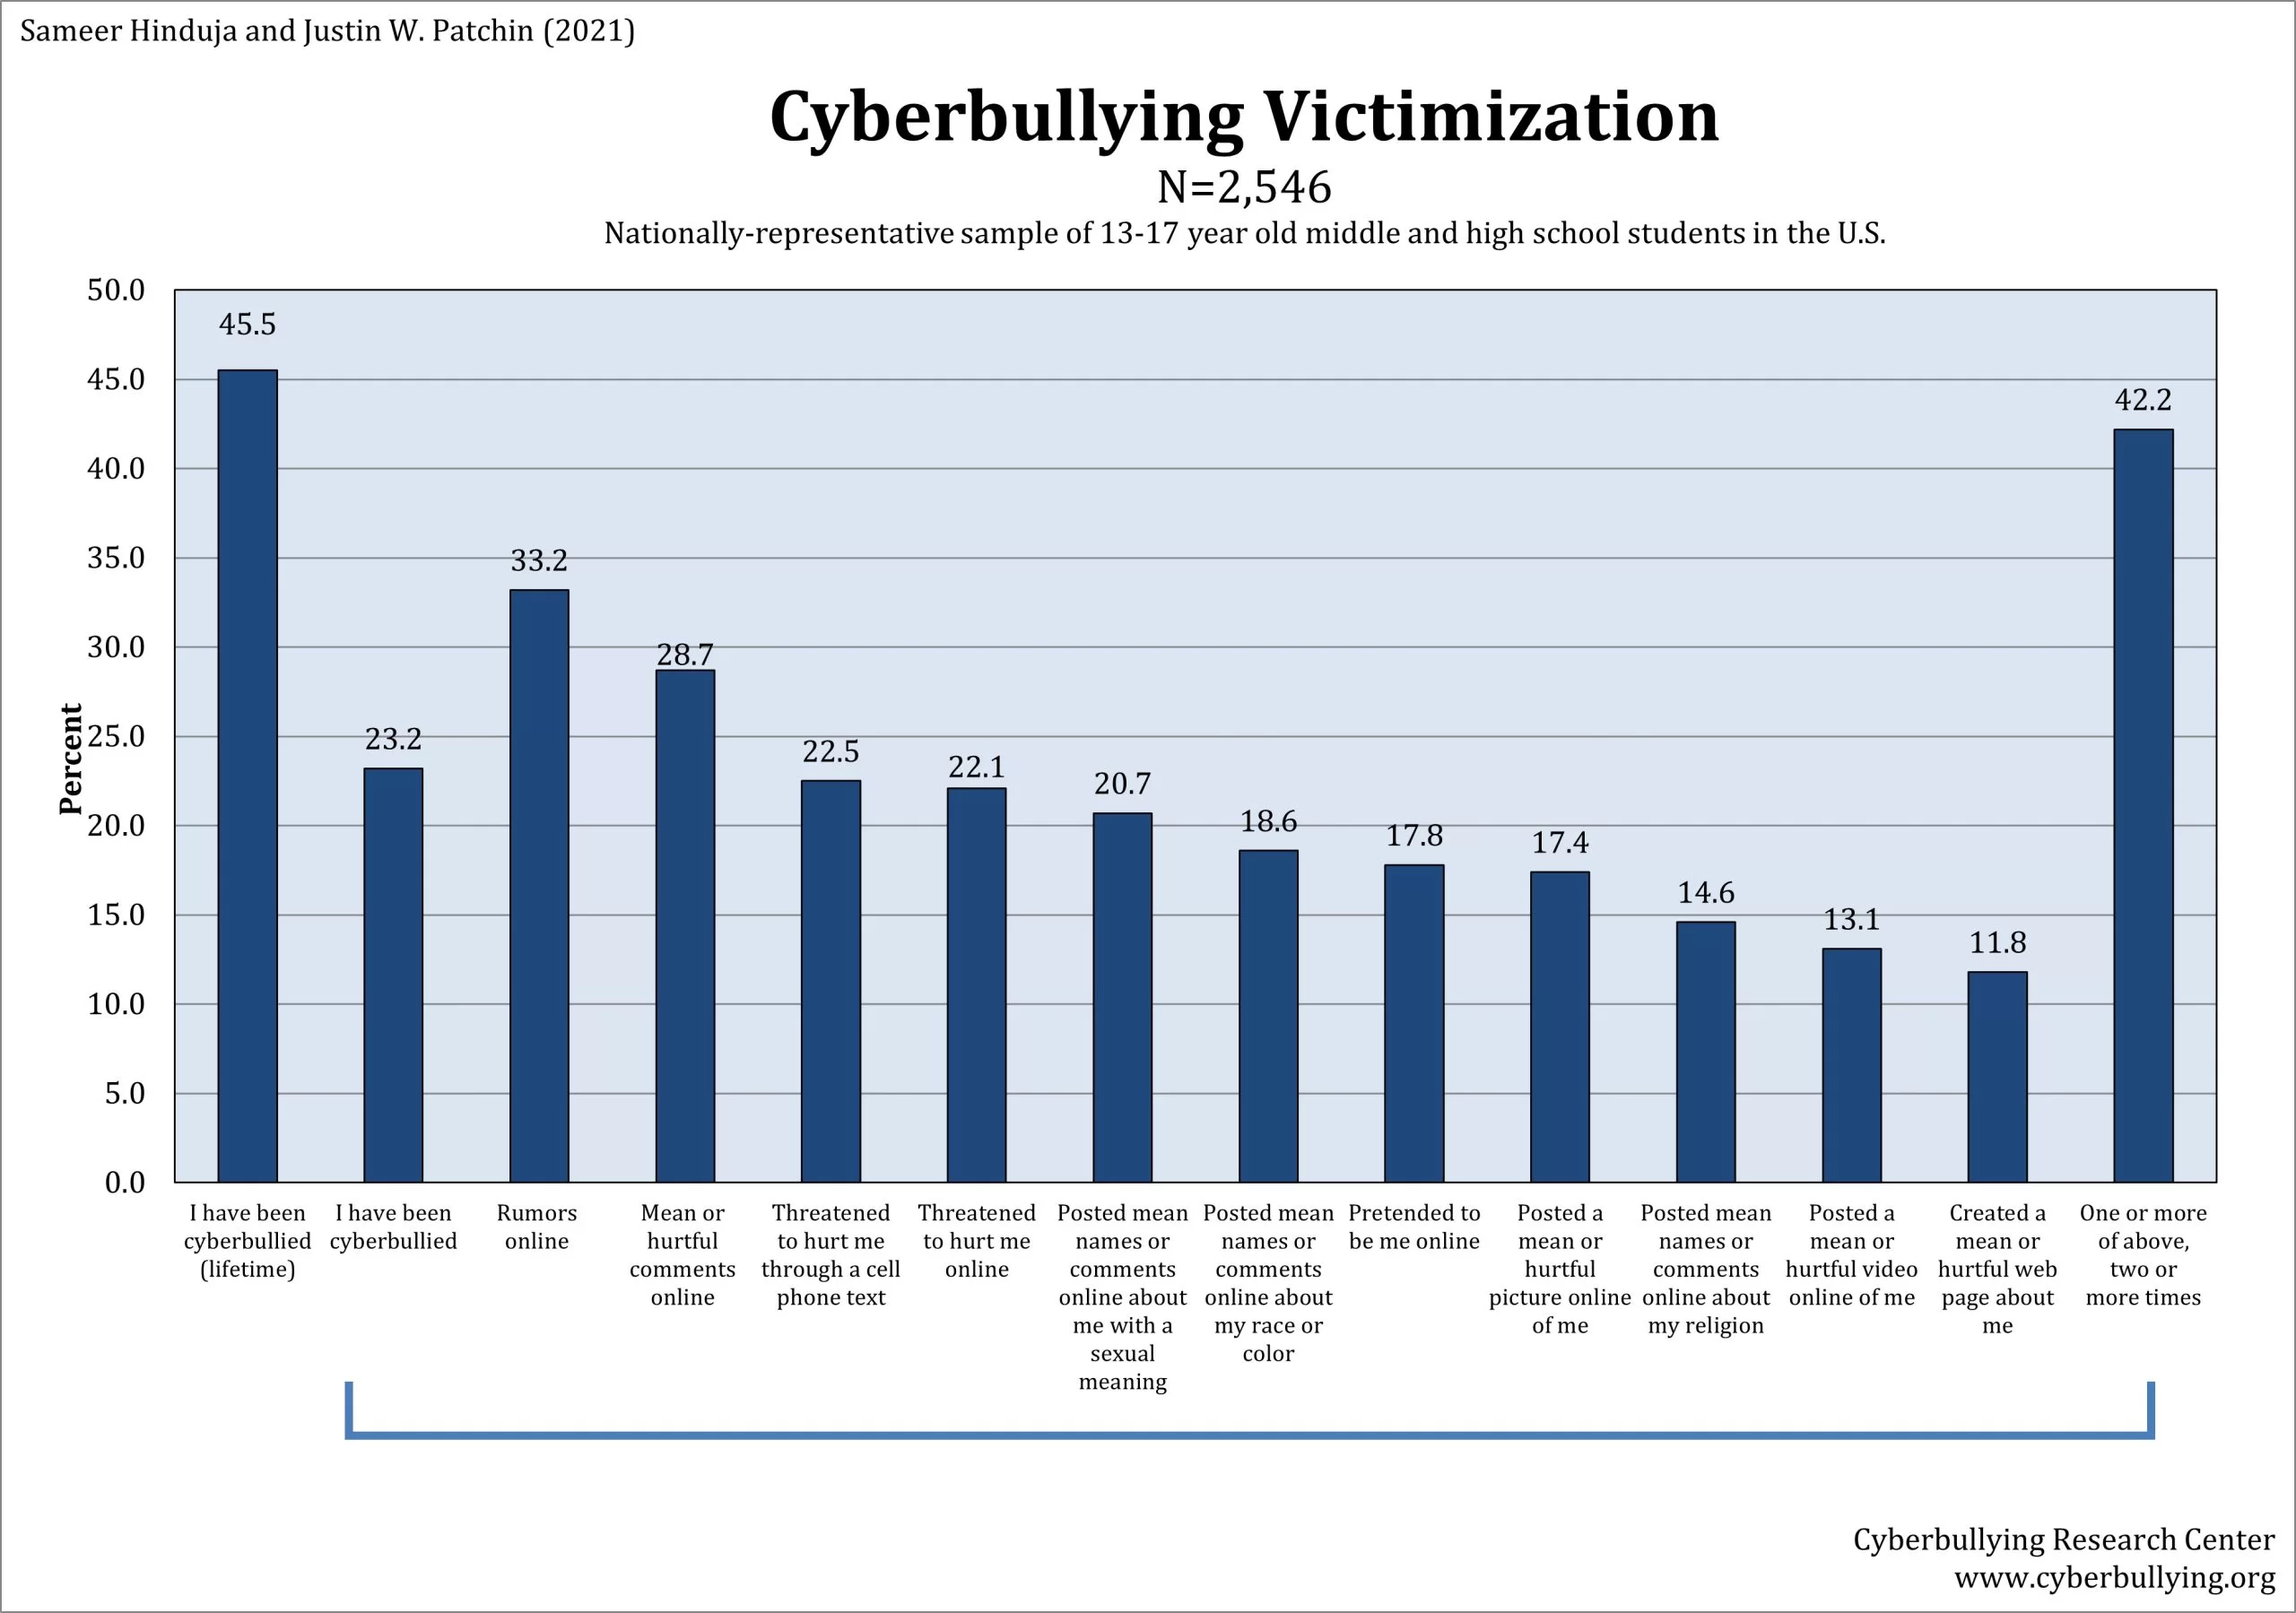 Sameer Hinduja and Justin W. Patchin (2021)
Cyberbullying Victimization
N=2,546
Nationally-representative sample of 13-17 year old middle and high school students in the U.S.
Percent
50.0
45.0
40.0
35.0
30.0
25.0
20.0
15.0
10.0
5.0
0.0
45.5
23.2
33.2
28.7
22.5
22.1
20.7
18.6
17.8
17.4
14.6
13.1
11.8
42.2
I have been
cyberbullied
(lifetime)
I have been
cyberbullied
Rumors
online
Mean or
hurtful
comments
online
Threatened
to hurt me
through a cell
phone text
Threatened
to hurt me
online
Posted mean
names or
comments
online about
me with a
sexual
meaning
Posted mean
names or
comments
online about
my race or
color
Pretended to
be me online
Posted a
mean or
hurtful
picture online
of me
Posted mean
names or
comments
online about
my religion
Posted a
mean or
hurtful video
online of me
Created a
mean or
hurtful web
page about
me
One or more
of above,
two or
more times
Cyberbullying Research Center
www.cyberbullying.org